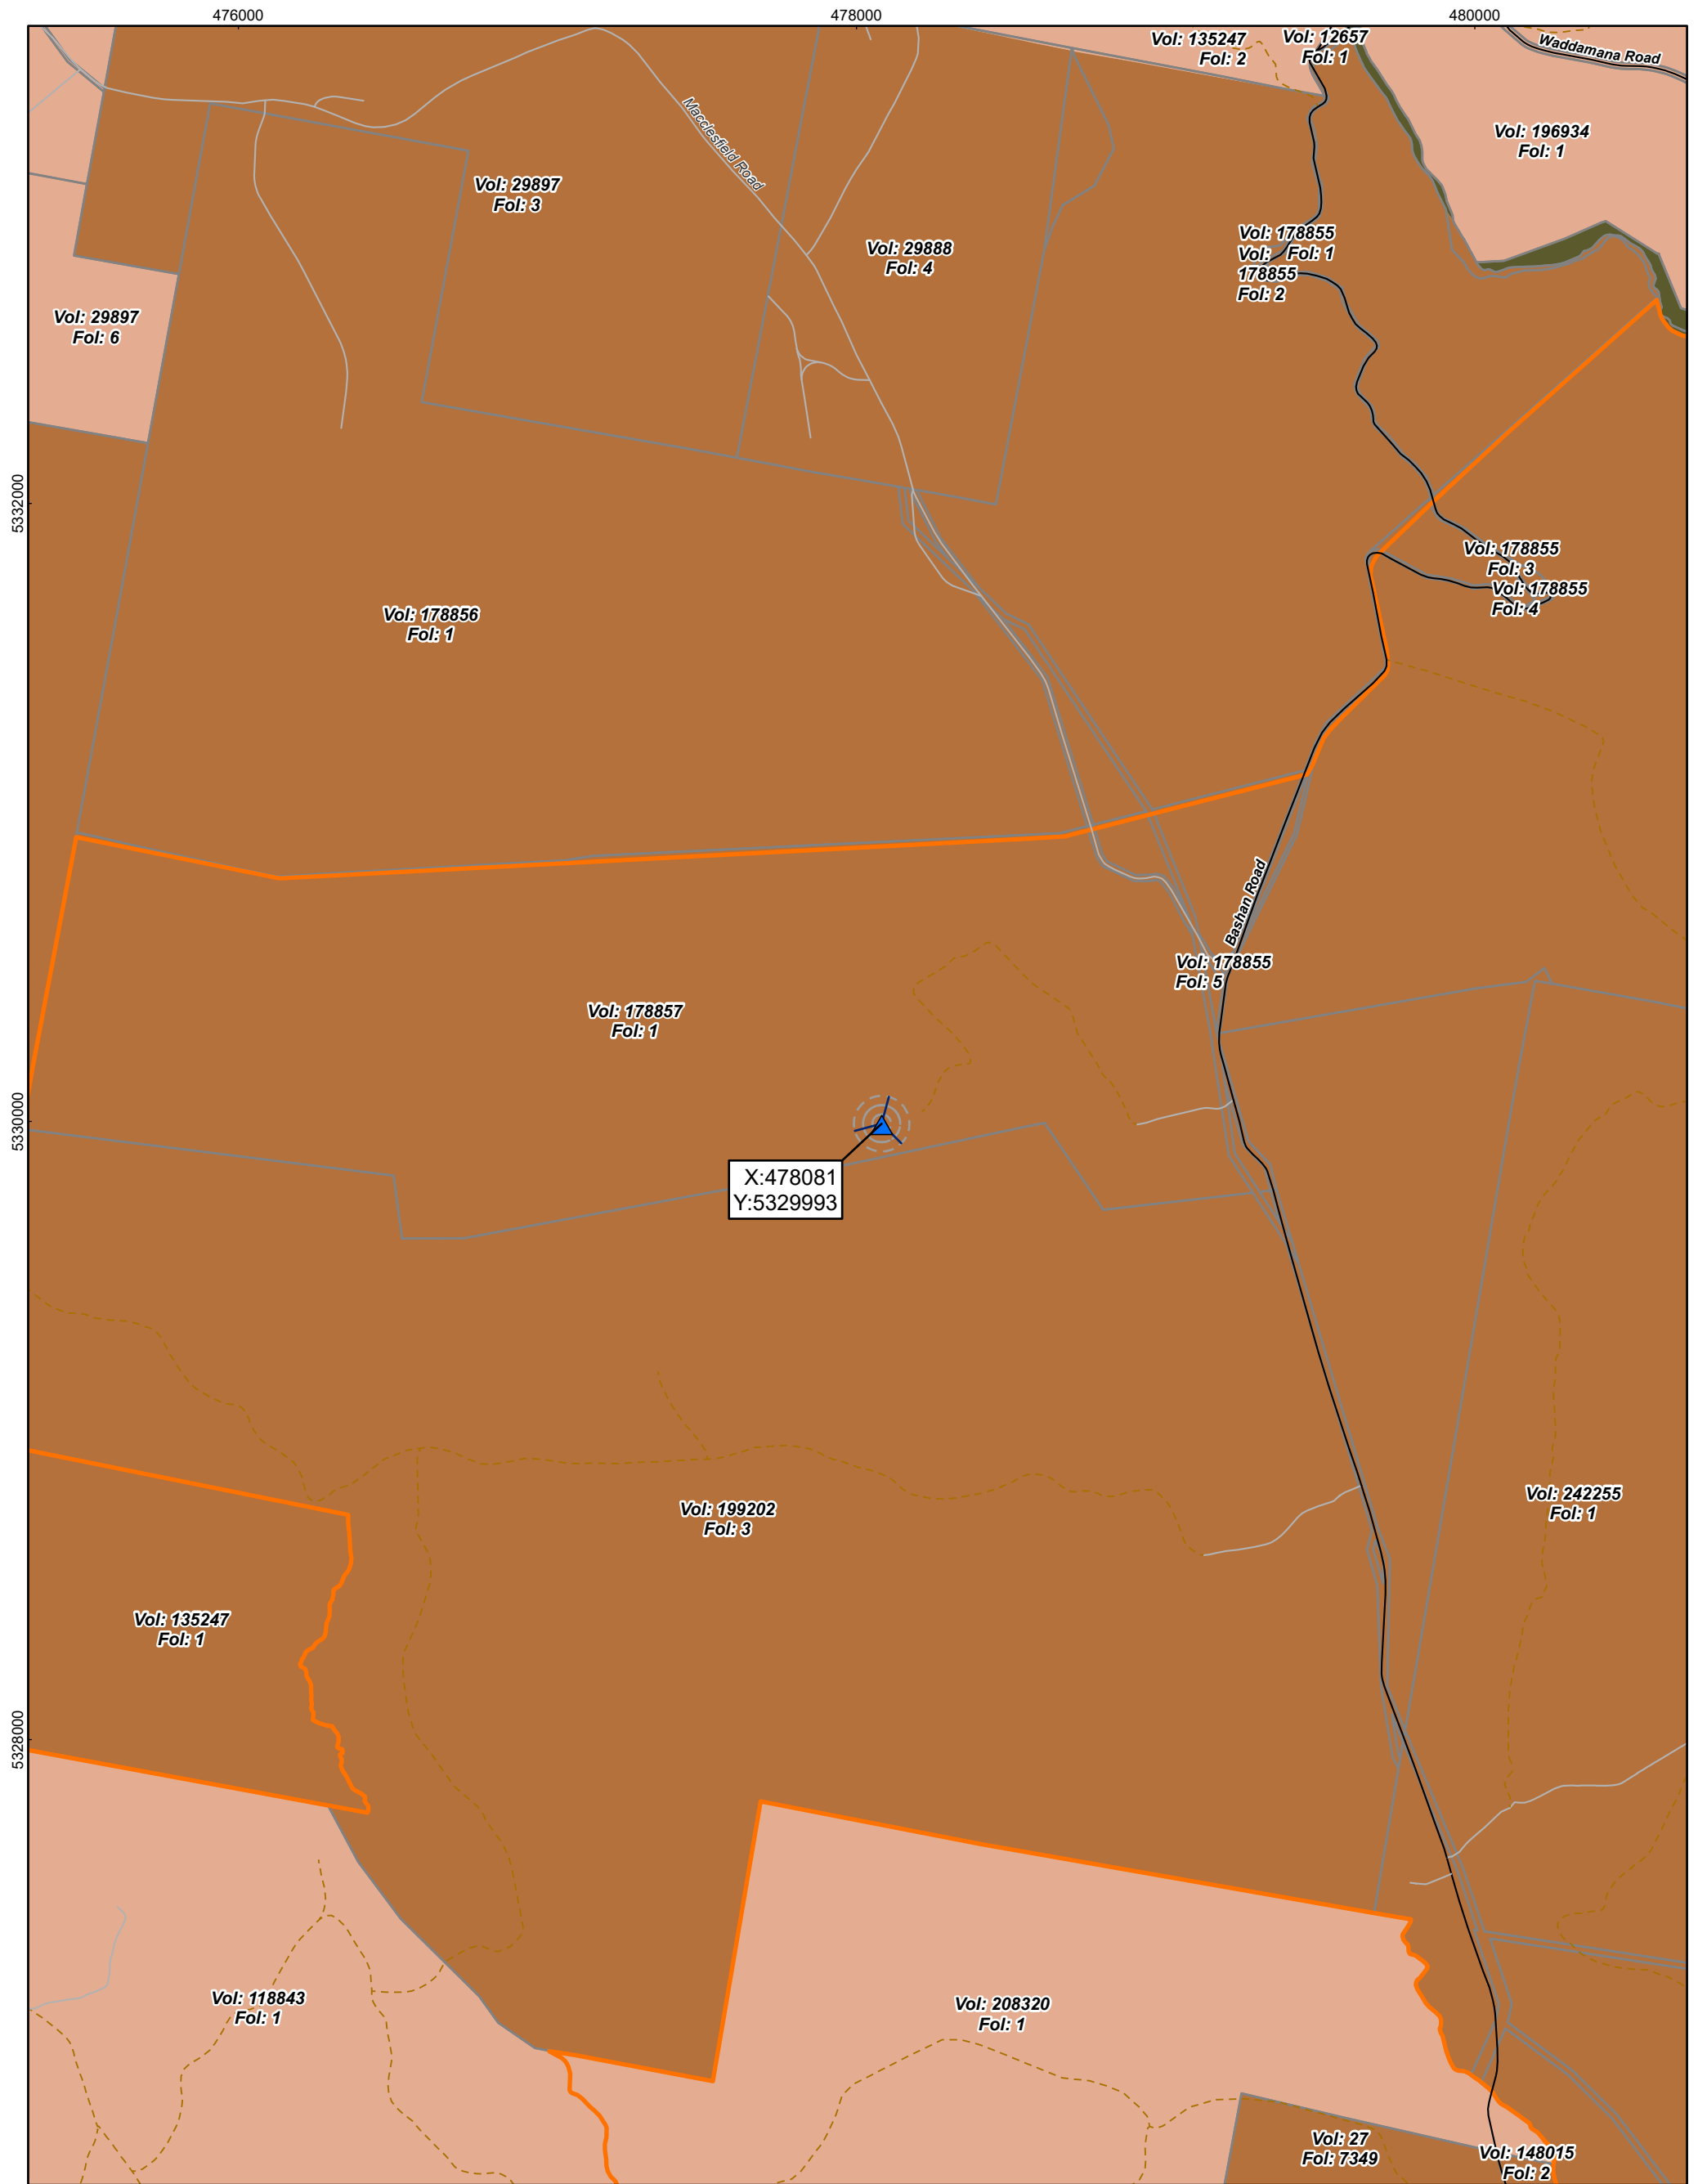 476000
478000
480000
Vol: 135247
Fol: 2
Vol: 12657
Fol: 1
Waddamana Road
Macclesfield Road
Vol: 196934
Fol: 1
Vol: 29897
Fol: 3
Vol: 29888
Fol: 4
Vol: 178855
Vol: Fol: 1
178855
Fol: 2
Vol: 29897
Fol: 6
5332000
Vol: 178855
Fol: 3
Vol: 178855
Fol: 4
Vol: 178856
Fol: 1
Bashan Road
Vol: 178855
Fol: 5
Vol: 178857
Fol: 1
5330000
X:478081
Y:5329993
Vol: 199202
Fol: 3
Vol: 242255
Fol: 1
Vol: 135247
Fol: 1
5328000
Vol: 118843
Fol: 1
Vol: 208320
Fol: 1
Vol: 27
Fol: 7349
Vol: 148015
Fol: 2